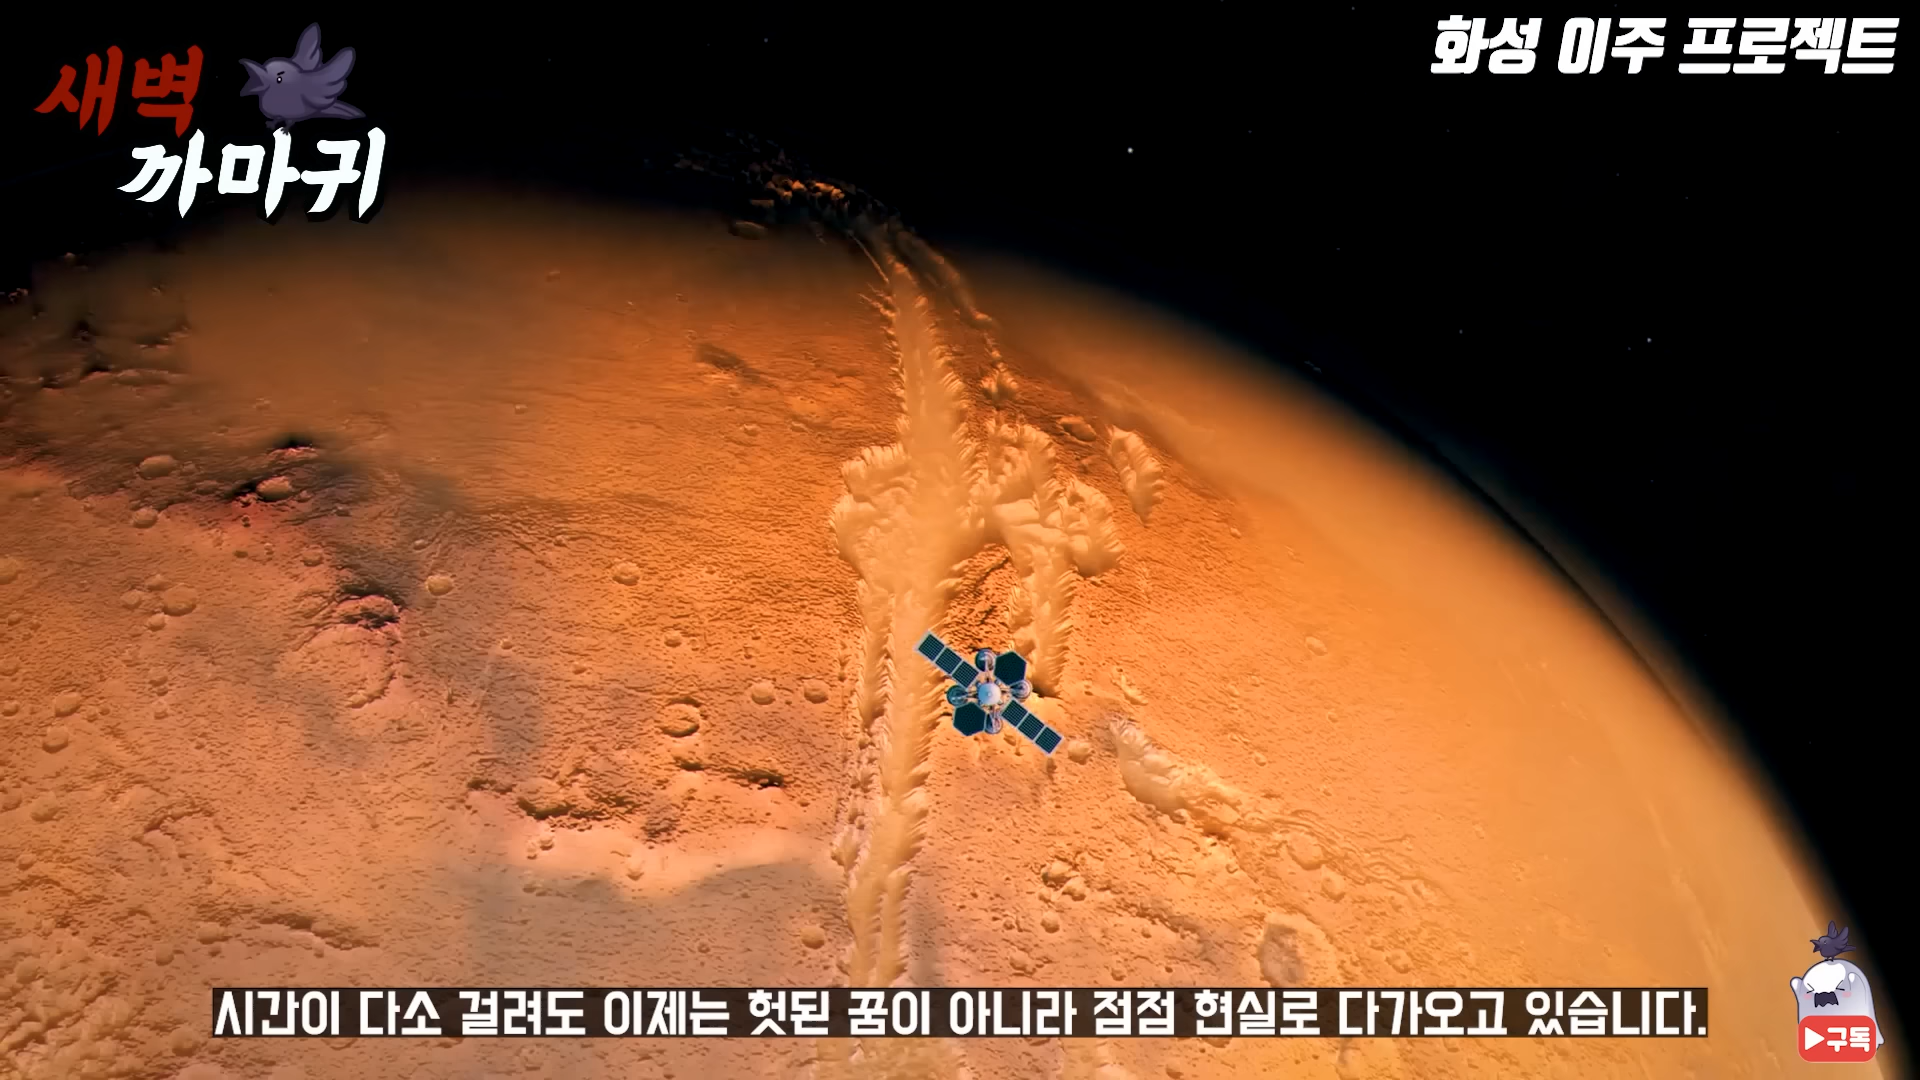 새벽
까마귀
화성 이주 프로젝트
시간이 다소 걸려도 이제는 헛된 꿈이 아니라 점점 현실로 다가오고 있습니다.
구독